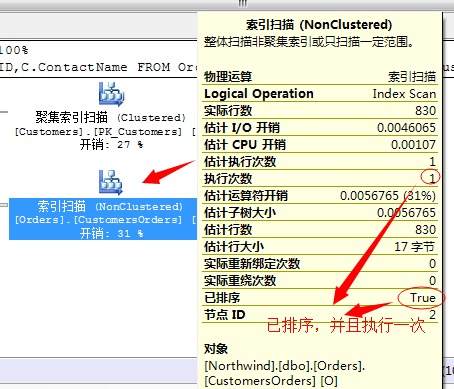 100%
ID,C.ContactName FROM Or
聚集索引扫描 (Clustered)
[Customers].[PK_Customers] [
开销: 27 %
索引扫描 (NonClustered)
[Orders].[CustomersOrders] [
开销: 31 %
索引扫描 (NonClustered)
整体扫描非聚集索引或只扫描一定范围。
物理运算 索引扫描
Logical Operation Index Scan
实际行数 830
估计 I/O 开销 0.0046065
估计 CPU 开销 0.00107
估计执行次数 1
执行次数 1
估计运算符开销 0.0056765 (31%)
估计子树大小 0.0056765
估计行数 830
估计行大小 17 字节
实际重新绑定次数 0
实际重绕次数 0
已排序 True
节点 ID 2
已排序，并且执行一次
对象
[Northwind].[dbo].[Orders].
[CustomersOrders] [O]